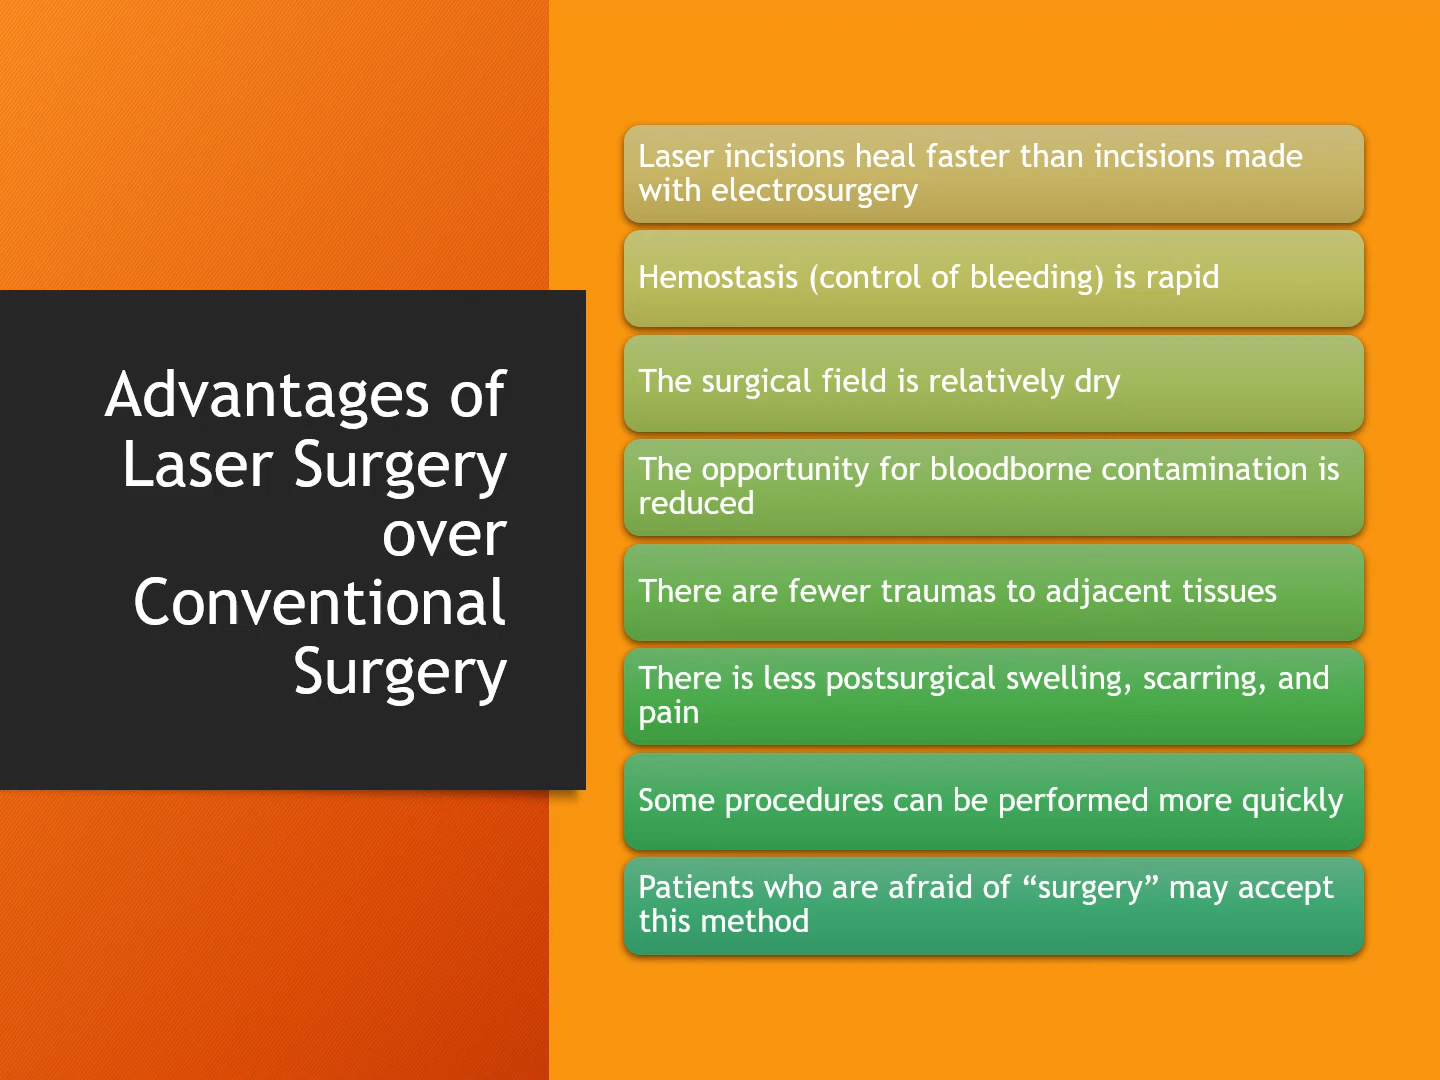 Advantages of
Laser Surgery
over
Conventional
Surgery
Laser incisions heal faster than incisions made
with electrosurgery
Hemostasis (control of bleeding) is rapid
The surgical field is relatively dry
The opportunity for bloodborne contamination is
reduced
There are fewer traumas to adjacent tissues
There is less postsurgical swelling, scarring, and
pain
Some procedures can be performed more quickly
Patients who are afraid of “surgery” may accept
this method